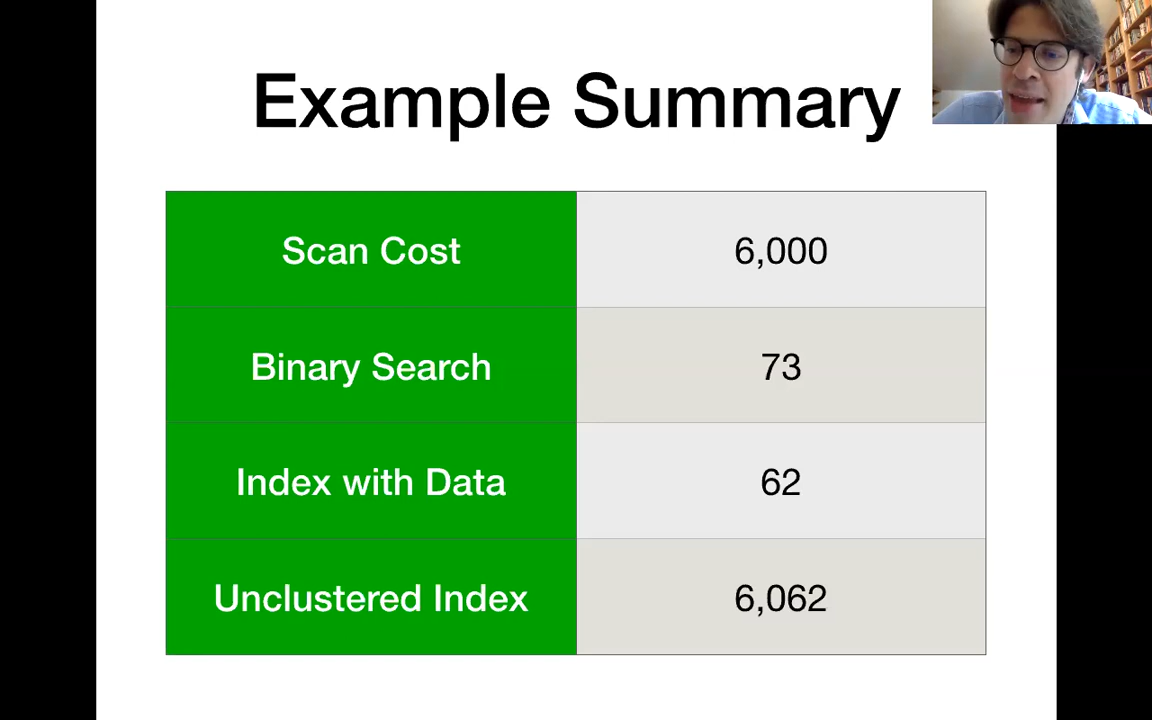 Example Summary
Scan Cost 6,000
Binary Search 73
Index with Data 62
Unclustered Index 6,062